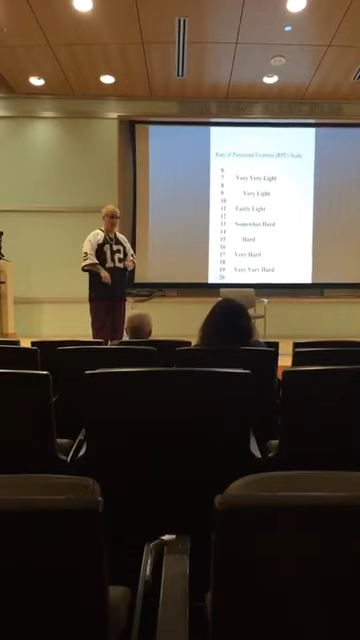 Rate of Perceived Exertion (RPE) Scale
6
7 Very Very Light
8
9 Very Light
10
11 Fairly Light
12
13 Somewhat Hard
14
15 Hard
16
17 Very Hard
18
19 Very Very Hard
20
12